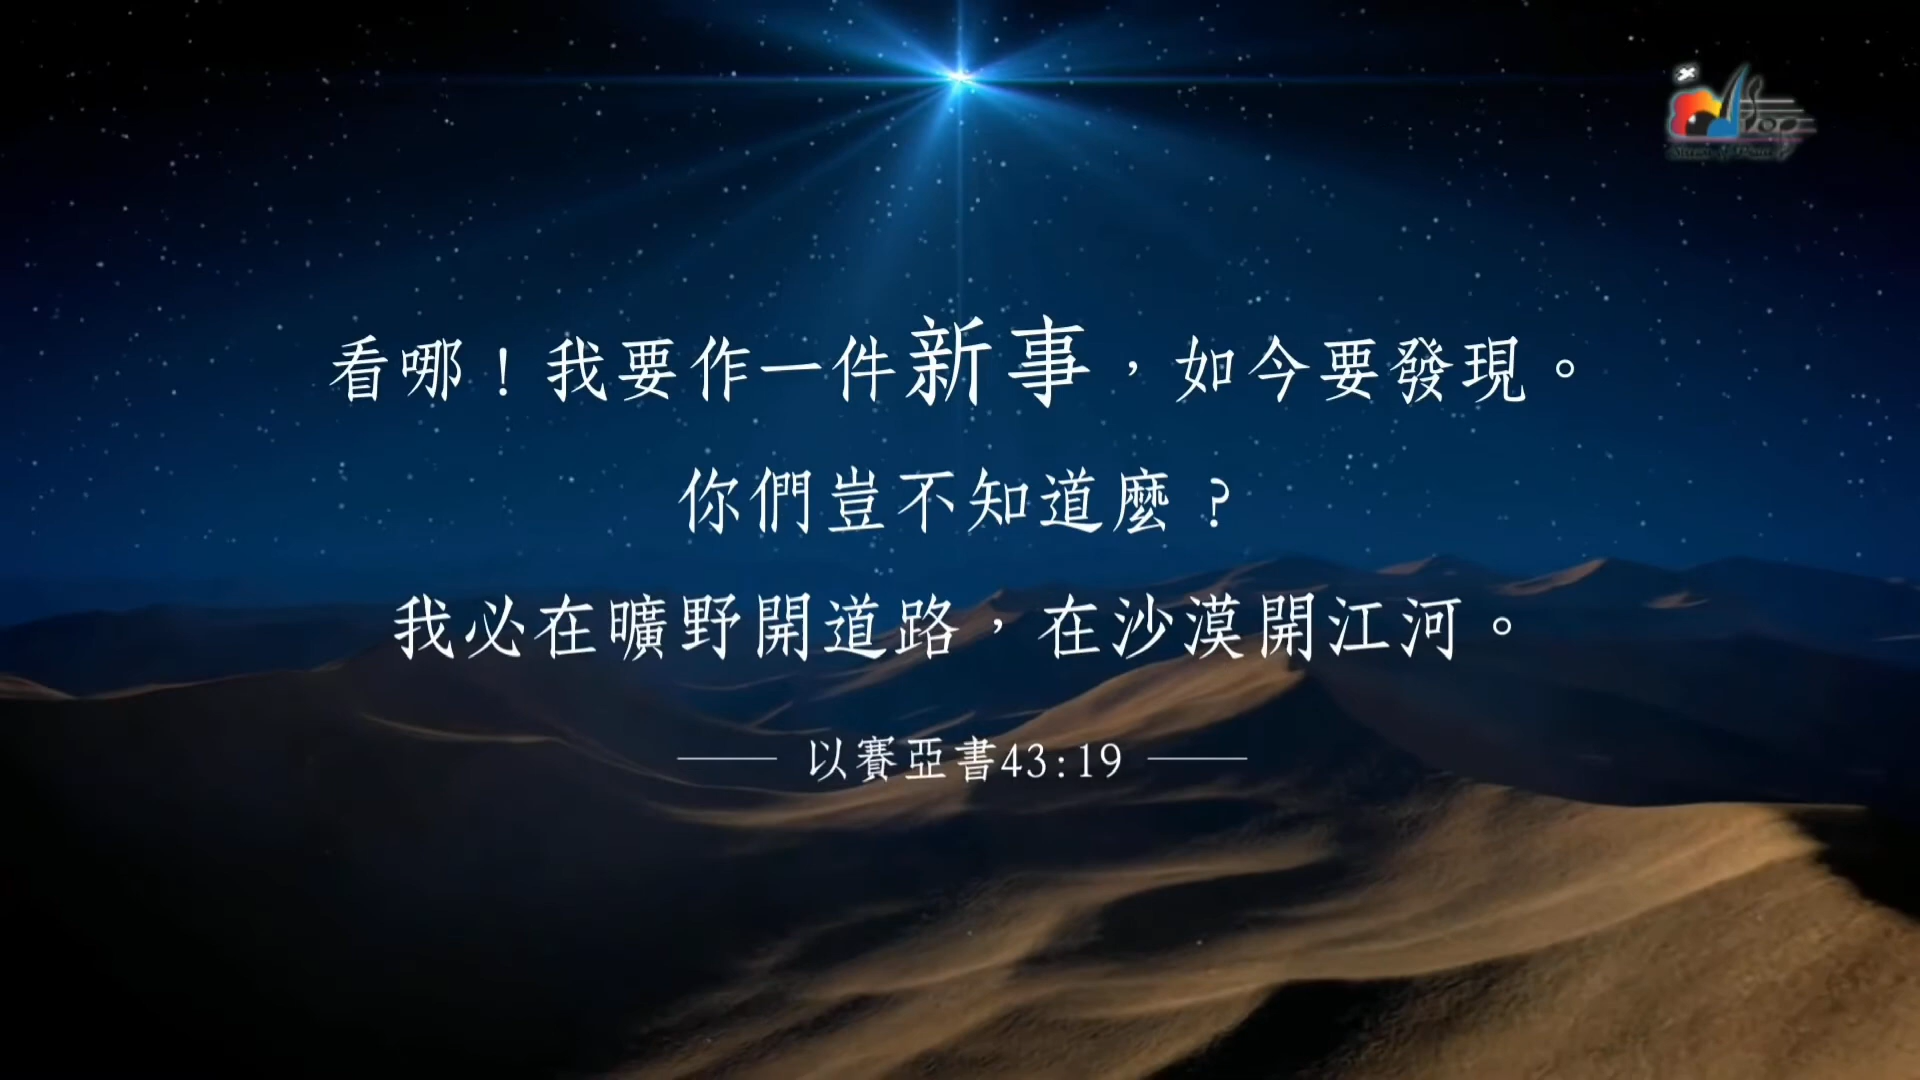 看哪！我要作一件新事，如今要發現。
你們豈不知道麼？
我必在曠野開道路，在沙漠開江河。
以賽亞書43:19